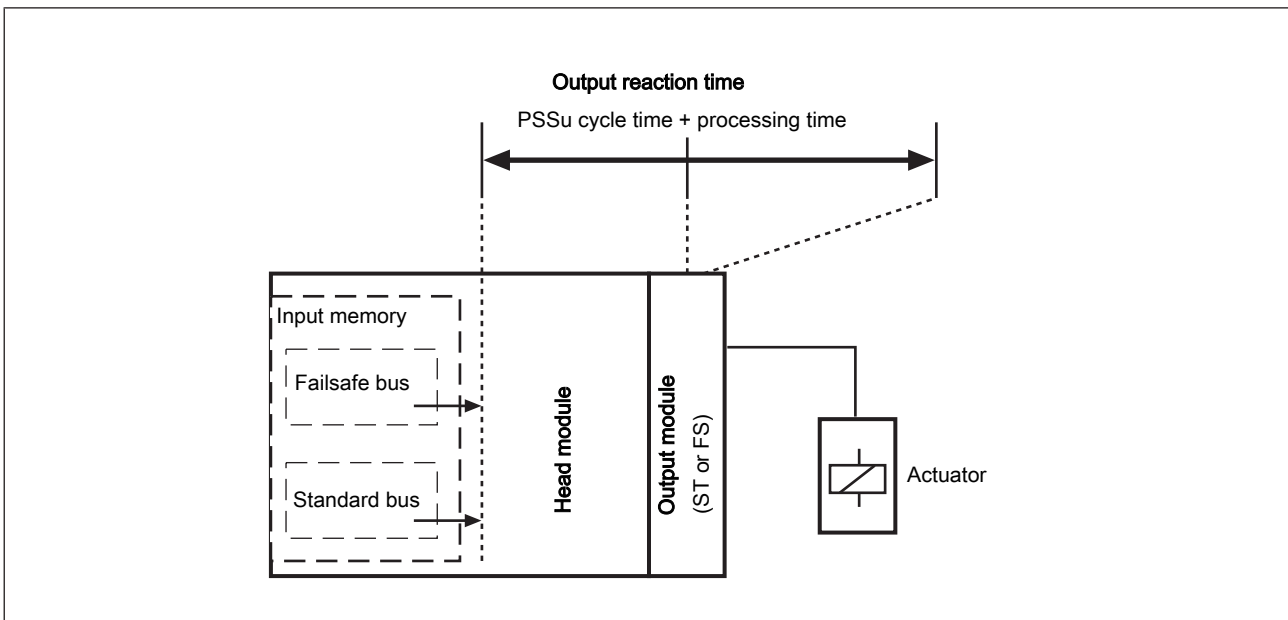 Output reaction time
PSSu cycle time + processing time
Input memory
Failsafe bus
Standard bus
Head module
Output module
(ST or FS)
Actuator